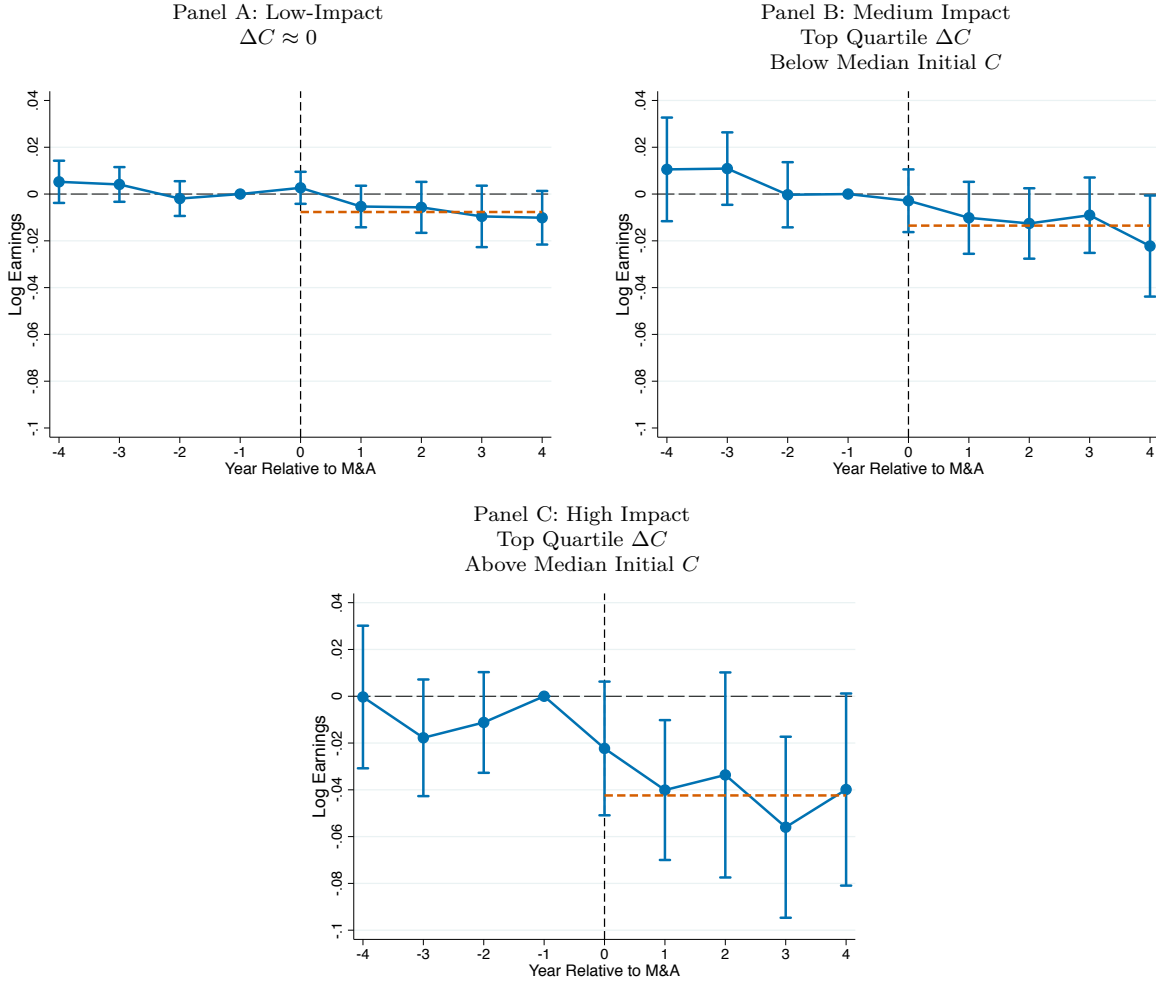 Panel A: Low-Impact
ΔC ≈ 0
.04
.02
0
-.02
-.04
-.06
-.08
-.1
Log Earnings
-4 -3 -2 -1 0 1 2 3 4
Year Relative to M&A
Panel B: Medium Impact
Top Quartile ΔC
Below Median Initial C
.04
.02
0
-.02
-.04
-.06
-.08
-.1
Log Earnings
-4 -3 -2 -1 0 1 2 3 4
Year Relative to M&A
Panel C: High Impact
Top Quartile ΔC
Above Median Initial C
.04
.02
0
-.02
-.04
-.06
-.08
-.1
Log Earnings
-4 -3 -2 -1 0 1 2 3 4
Year Relative to M&A